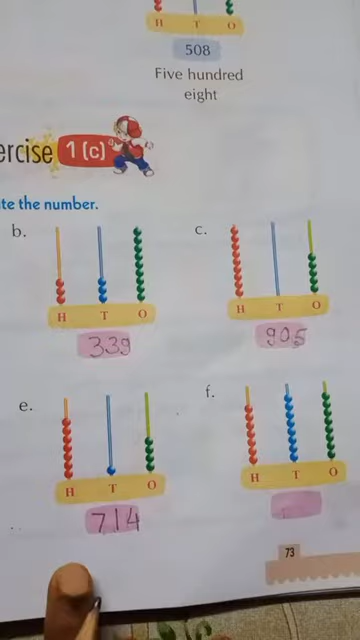 H T O
508
Five hundred
eight
ercise 1 (c)
te the number.
b.
H T O
339
c.
H T O
905
e.
H T O
714
f.
H T O
73